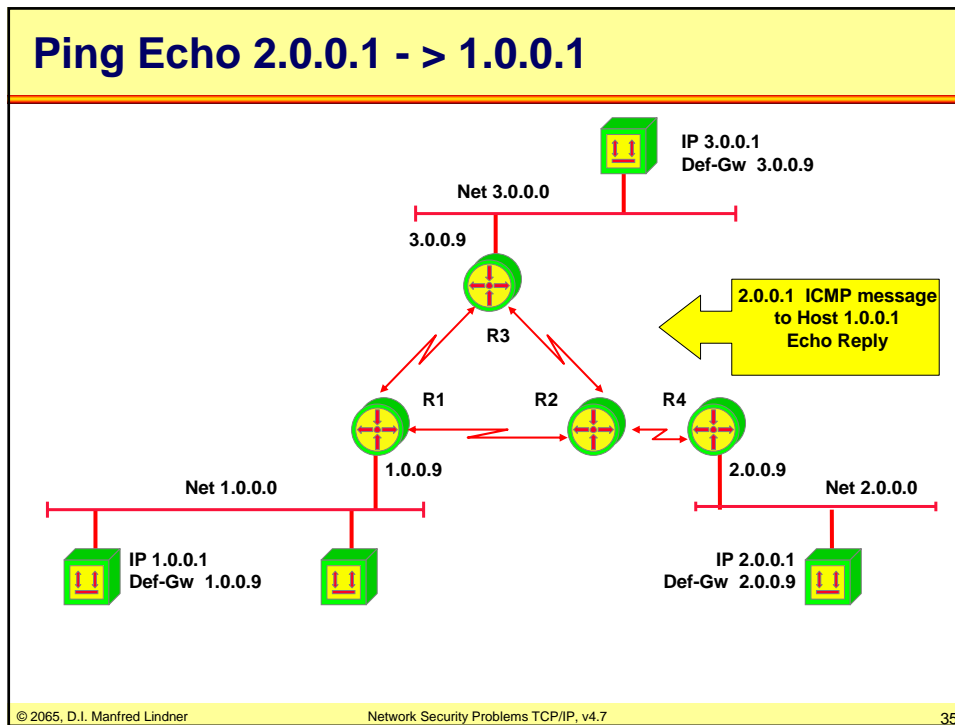 Ping Echo 2.0.0.1 - > 1.0.0.1
IP 3.0.0.1
Def-Gw 3.0.0.9
Net 3.0.0.0
3.0.0.9
2.0.0.1 ICMP message
to Host 1.0.0.1
Echo Reply
R3
R1
R2
R4
1.0.0.9
2.0.0.9
Net 1.0.0.0
Net 2.0.0.0
IP 1.0.0.1
Def-Gw 1.0.0.9
IP 2.0.0.1
Def-Gw 2.0.0.9
© 2065, D.I. Manfred Lindner
Network Security Problems TCP/IP, v4.7
35